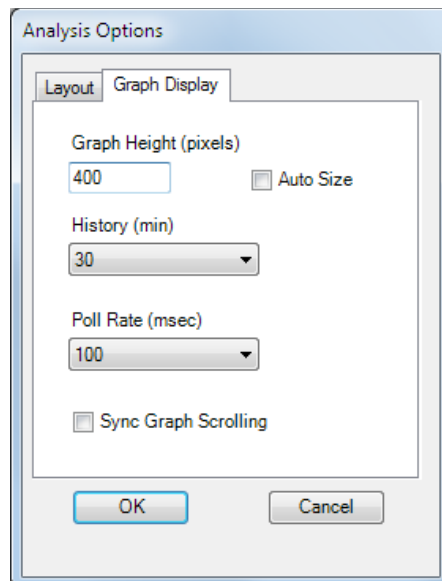 Analysis Options
Layout Graph Display
Graph Height (pixels)
400 Auto Size
History (min)
30
Poll Rate (msec)
100
Sync Graph Scrolling
OK Cancel